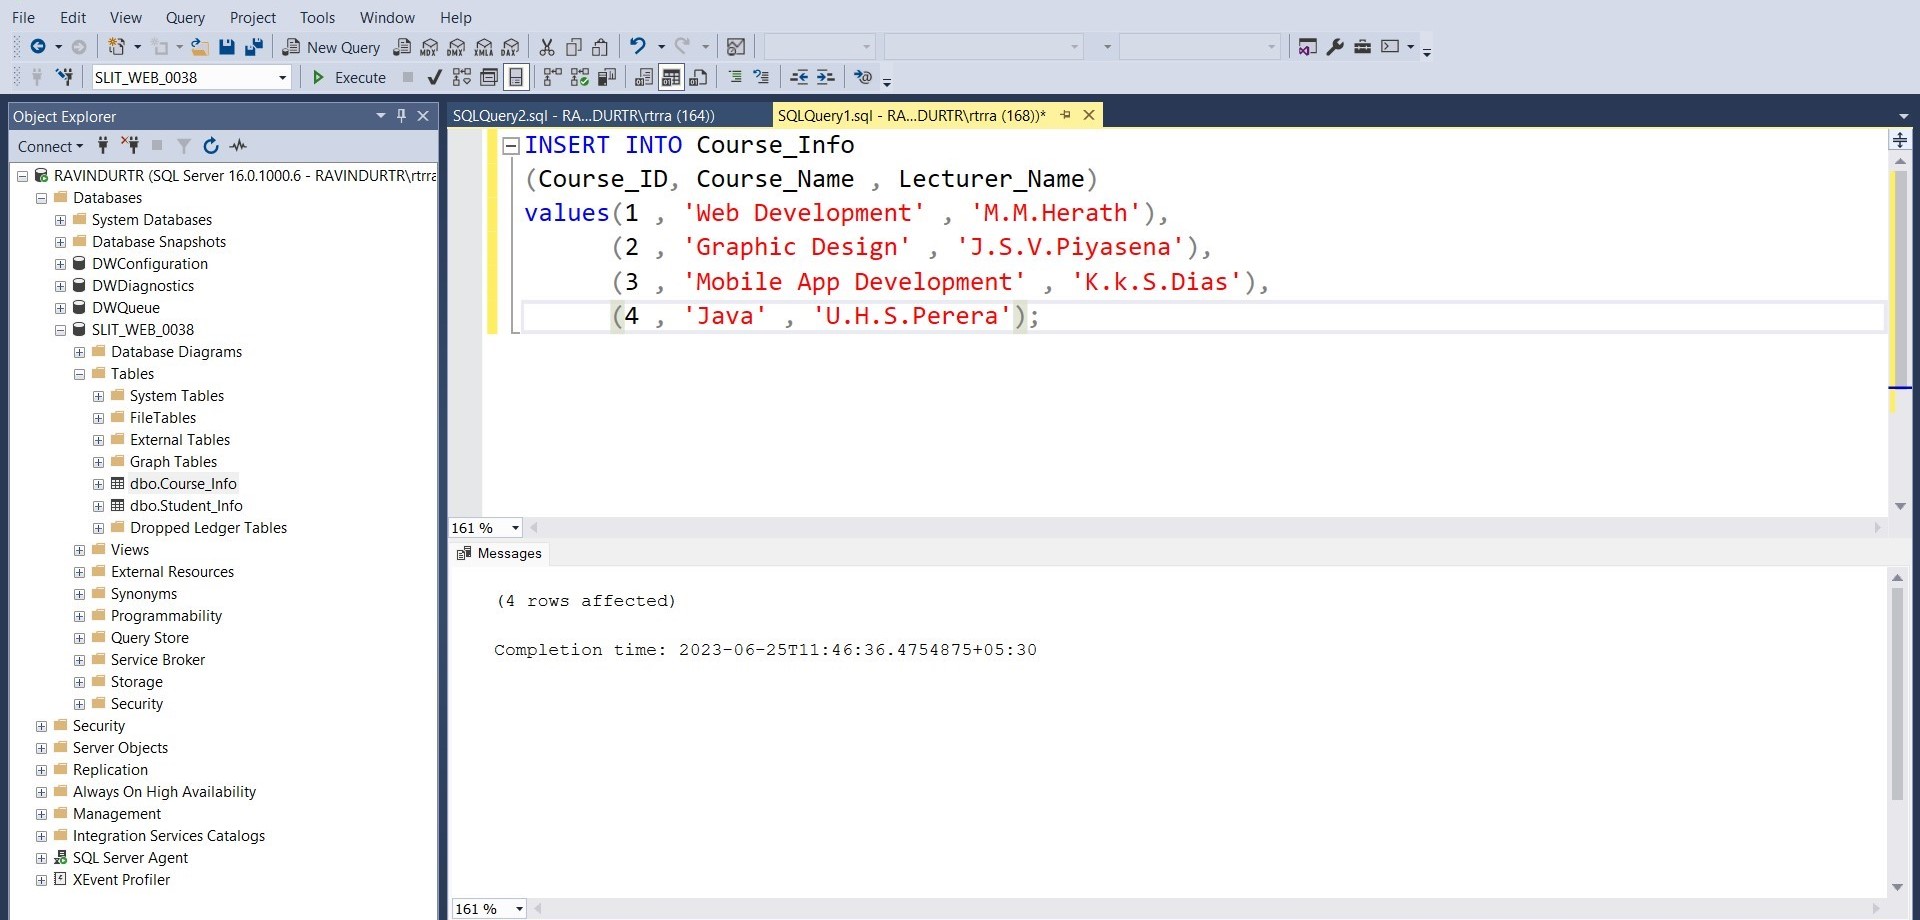 File Edit View Query Project Tools Window Help
New Query MDX DMX XMLA DAX
SLIT_WEB_0038 Execute
Object Explorer
Connect
RAVINDURTR (SQL Server 16.0.1000.6 - RAVINDURTR\rtrra
Databases
System Databases
Database Snapshots
DWConfiguration
DWDiagnostics
DWQueue
SLIT_WEB_0038
Database Diagrams
Tables
System Tables
FileTables
External Tables
Graph Tables
dbo.Course_Info
dbo.Student_Info
Dropped Ledger Tables
Views
External Resources
Synonyms
Programmability
Query Store
Service Broker
Storage
Security
Security
Server Objects
Replication
Always On High Availability
Management
Integration Services Catalogs
SQL Server Agent
XEvent Profiler
SQLQuery2.sql - RA...DURTR\rtrra (164)) SQLQuery1.sql - RA...DURTR\rtrra (168))*
INSERT INTO Course_Info
(Course_ID, Course_Name , Lecturer_Name)
values(1 , 'Web Development' , 'M.M.Herath'),
(2 , 'Graphic Design' , 'J.S.V.Piyasena'),
(3 , 'Mobile App Development' , 'K.k.S.Dias'),
(4 , 'Java' , 'U.H.S.Perera');
161 %
Messages
(4 rows affected)
Completion time: 2023-06-25T11:46:36.4754875+05:30
161 %